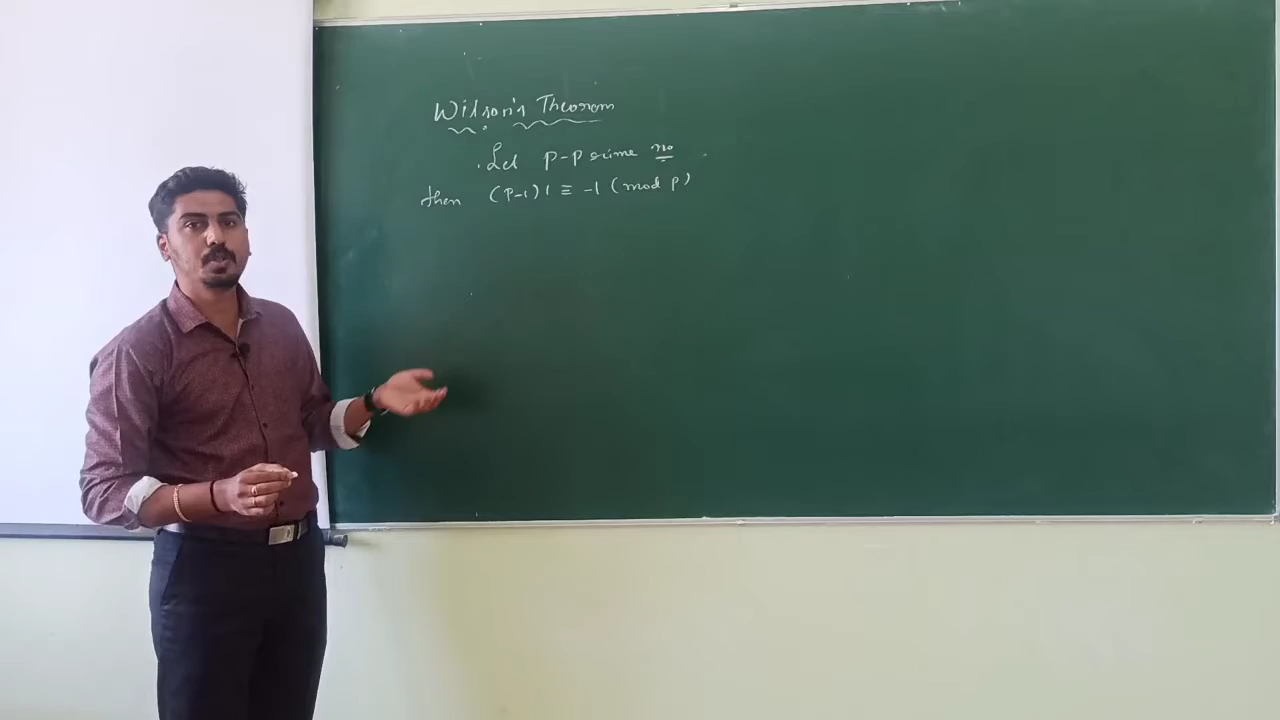 Wilson's Theorem
Let p-prime no
then (P-1)! ≡ -1 (mod p)